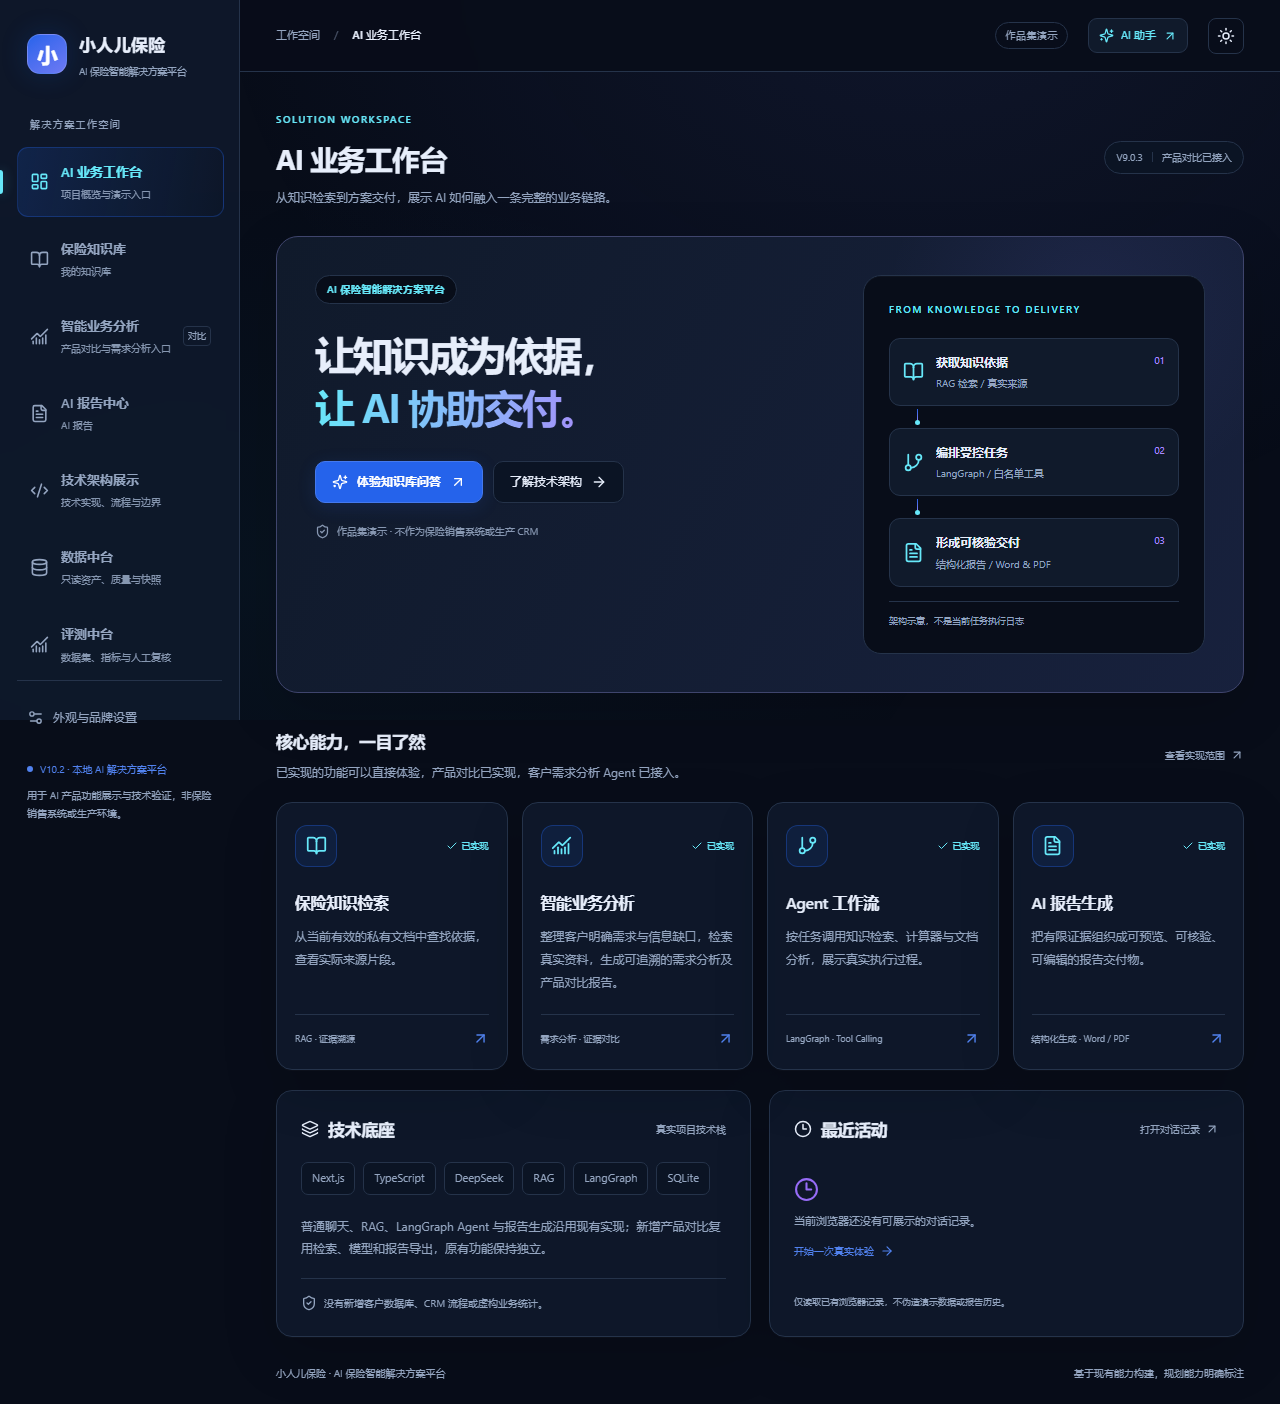 小
小人儿保险
AI 保险智能解决方案平台
解决方案工作空间
AI 业务工作台
项目概览与演示入口
保险知识库
我的知识库
智能业务分析
产品对比与需求分析入口
对比
AI 报告中心
AI 报告
技术架构展示
技术实现、流程与边界
数据中台
只读资产、质量与快照
评测中台
数据集、指标与人工复核
外观与品牌设置
V10.2 · 本地 AI 解决方案平台
用于 AI 产品功能展示与技术验证，非保险
销售系统或生产环境。
工作空间 / AI 业务工作台
作品集演示
AI 助手
SOLUTION WORKSPACE
AI 业务工作台
从知识检索到方案交付，展示 AI 如何融入一条完整的业务链路。
V9.0.3 | 产品对比已接入
AI 保险智能解决方案平台
让知识成为依据，
让 AI 协助交付。
体验知识库问答
了解技术架构
作品集演示 · 不作为保险销售系统或生产 CRM
FROM KNOWLEDGE TO DELIVERY
获取知识依据
01
RAG 检索 / 真实来源
编排受控任务
02
LangGraph / 白名单工具
形成可核验交付
03
结构化报告 / Word & PDF
架构示意，不是当前任务执行日志
核心能力，一目了然
已实现的功能可以直接体验，产品对比已实现，客户需求分析 Agent 已接入。
查看实现范围
已实现
保险知识检索
从当前有效的私有文档中查找依据，
查看实际来源片段。
RAG · 证据溯源
已实现
智能业务分析
整理客户明确需求与信息缺口，检索
真实资料，生成可追溯的需求分析及
产品对比报告。
需求分析 · 证据对比
已实现
Agent 工作流
按任务调用知识检索、计算器与文档
分析，展示真实执行过程。
LangGraph · Tool Calling
已实现
AI 报告生成
把有限证据组织成可预览、可核验、
可编辑的报告交付物。
结构化生成 · Word / PDF
技术底座
真实项目技术栈
Next.js
TypeScript
DeepSeek
RAG
LangGraph
SQLite
普通聊天、RAG、LangGraph Agent 与报告生成沿用现有实现；新增产品对比复
用检索、模型和报告导出，原有功能保持独立。
没有新增客户数据库、CRM 流程或虚构业务统计。
最近活动
打开对话记录
当前浏览器还没有可展示的对话记录。
开始一次真实体验
仅读取已有浏览器记录，不伪造演示数据或报告历史。
小人儿保险 · AI 保险智能解决方案平台
基于现有能力构建，规划能力明确标注